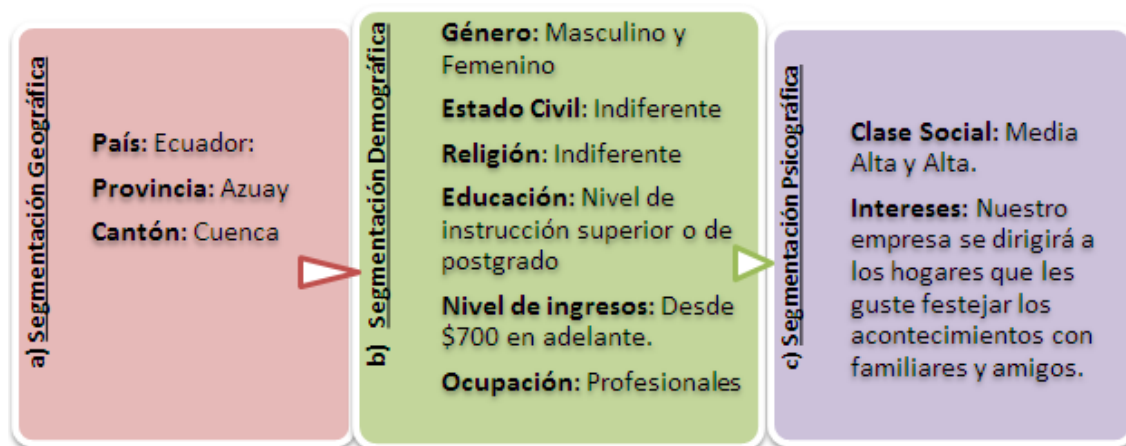 a) Segmentación Geográfica
País: Ecuador:
Provincia: Azuay
Cantón: Cuenca
b) Segmentación Demográfica
Género: Masculino y
Femenino
Estado Civil: Indiferente
Religión: Indiferente
Educación: Nivel de
instrucción superior o de
postgrado
Nivel de ingresos: Desde
$700 en adelante.
Ocupación: Profesionales
c) Segmentación Psicográfica
Clase Social: Media
Alta y Alta.
Intereses: Nuestro
empresa se dirigirá a
los hogares que les
guste festejar los
acontecimientos con
familiares y amigos.